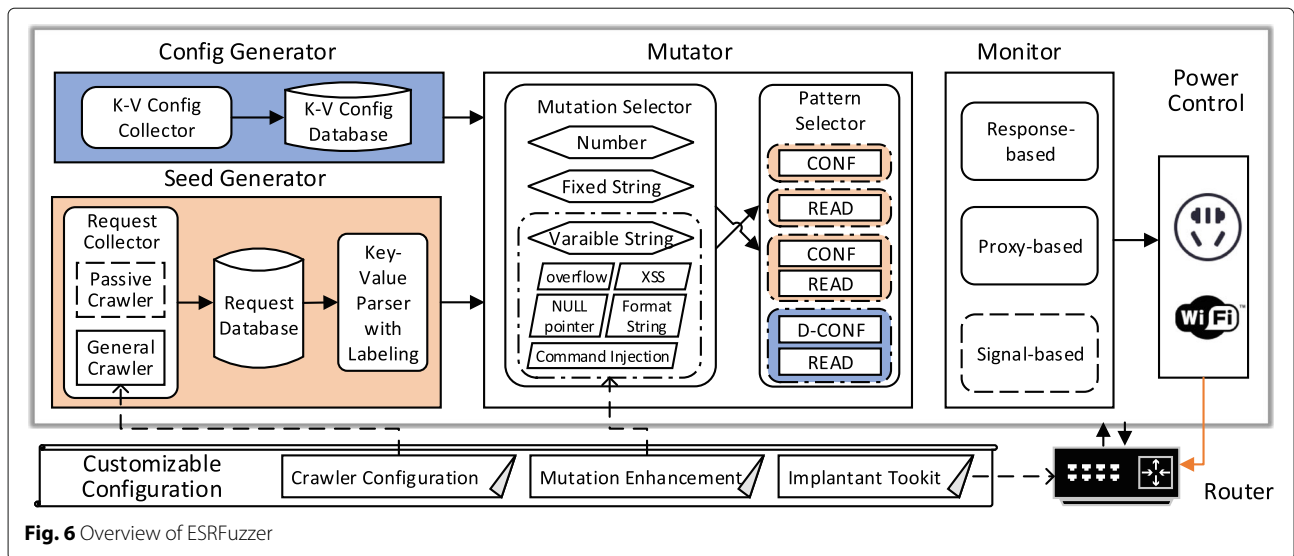 Config Generator
K-V Config
Collector
K-V Config
Database
Seed Generator
Request
Collector
Passive
Crawler
General
Crawler
Request
Database
Key-
Value
Parser
with
Labeling
Mutator
Mutation Selector
Number
Fixed String
Varaible String
overflow
XSS
NULL
pointer
Format
String
Command Injection
Pattern
Selector
CONF
READ
CONF
READ
D-CONF
READ
Monitor
Response-
based
Proxy-based
Signal-based
Power
Control
WiFi™
Customizable
Configuration
Crawler Configuration
Mutation Enhancement
Implantant Tookit
Router
Fig. 6 Overview of ESRFuzzer